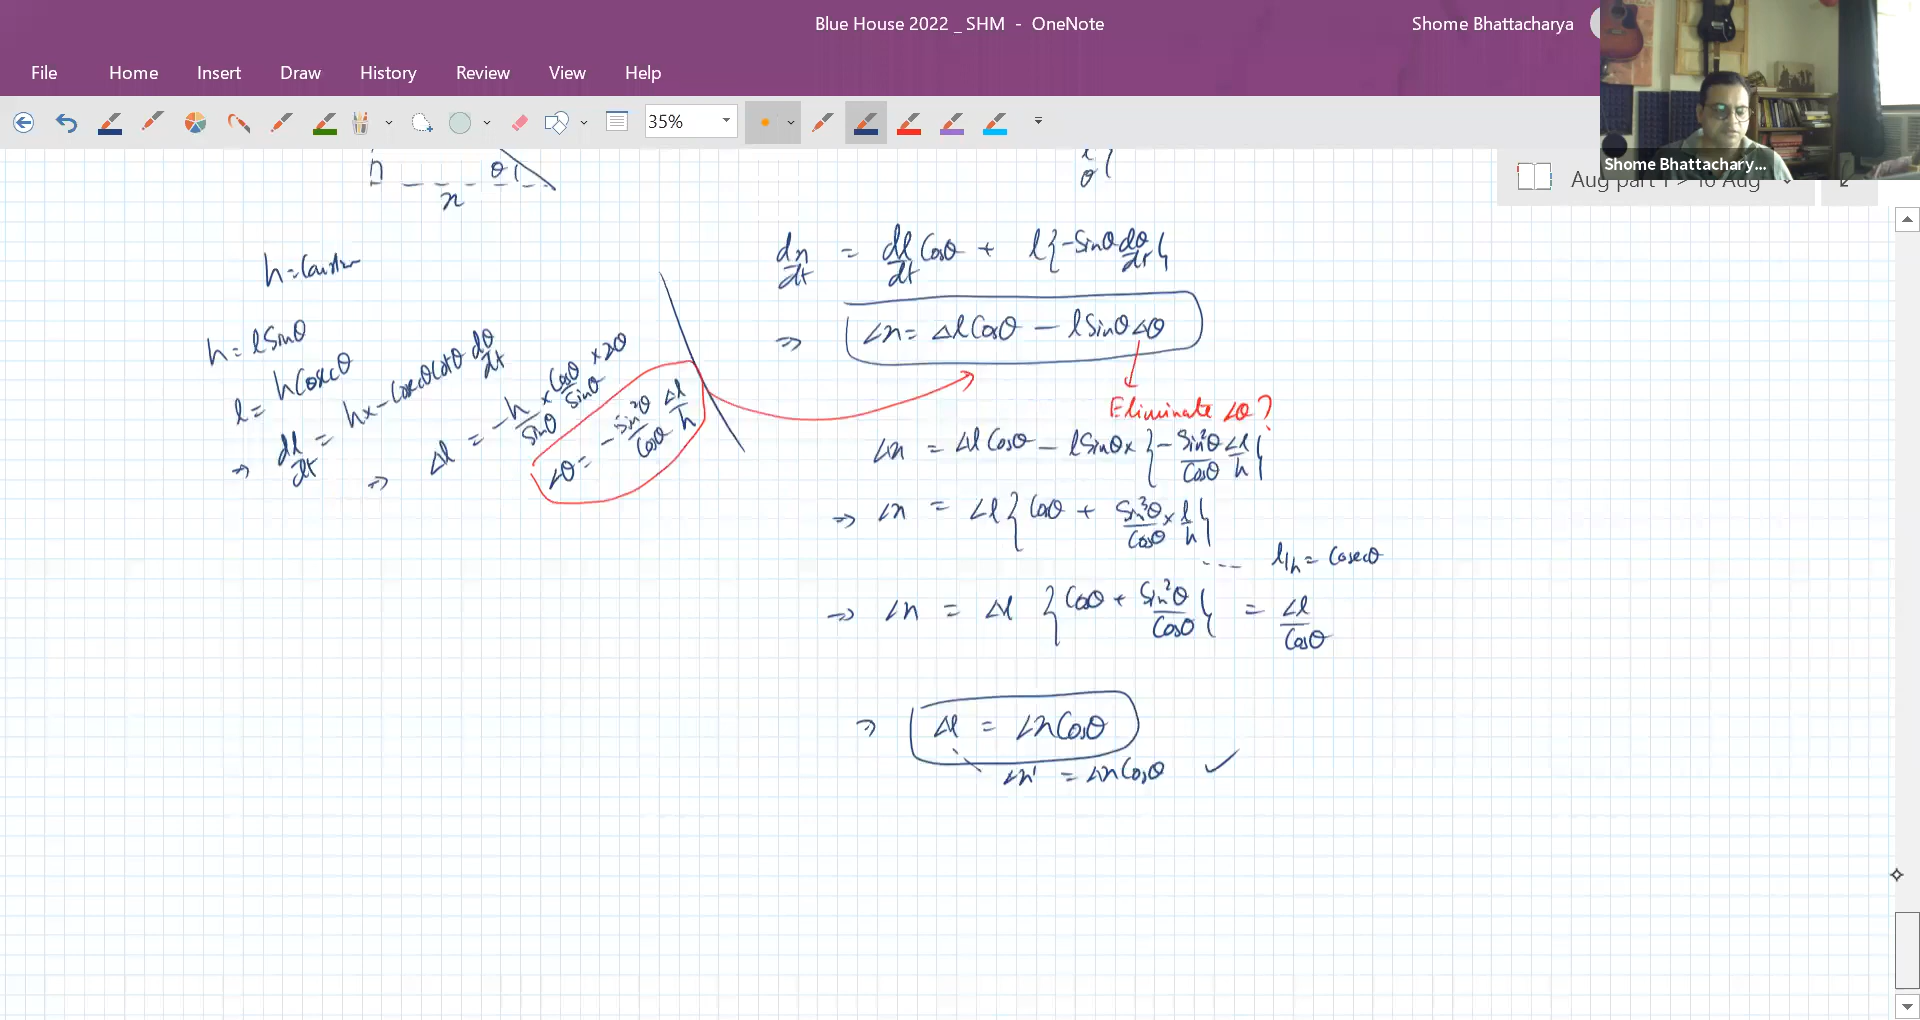 Blue House 2022 _ SHM - OneNote
Shome Bhattacharya
File Home Insert Draw History Review View Help
35%
Shome Bhattachary...
Aug part 1 > 16 Aug
h θ
x
h = l Sinθ
l = h Cosecθ
⇒ dl/dt = h x - cosecθ cotθ dθ/dt
⇒ Δl = -h/Sinθ × Cosθ/Sinθ × Δθ
Δθ = - Sin²θ/Cosθ Δl/h
dx/dt = dl/dt Cosθ + l{-Sinθ dθ/dt}
⇒ Δx = Δl Cosθ - l Sinθ Δθ
Eliminate Δθ?
Δx = Δl Cosθ - l Sinθ x {- Sin²θ/Cosθ Δl/h}
⇒ Δx = Δl {Cosθ + Sin³θ/Cosθ x l/h}
... l/h = Cosecθ
⇒ Δx = Δl {Cosθ + Sin²θ/Cosθ} = Δl/Cosθ
⇒ Δl = Δx Cosθ
Δx' = Δx Cosθ ✓